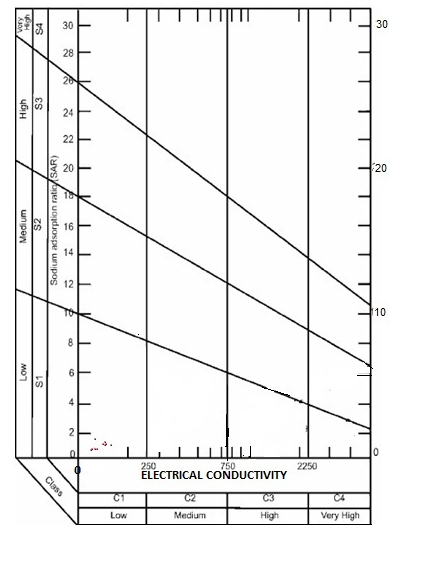 Very High S4
High S3
Medium S2
Low S1
Sodium adsorption ratio (SAR)
30
28
26
24
22
20
18
16
14
12
10
8
6
4
2
30
20
10
0
0 250 750 2250
ELECTRICAL CONDUCTIVITY
Class
C1 C2 C3 C4
Low Medium High Very High